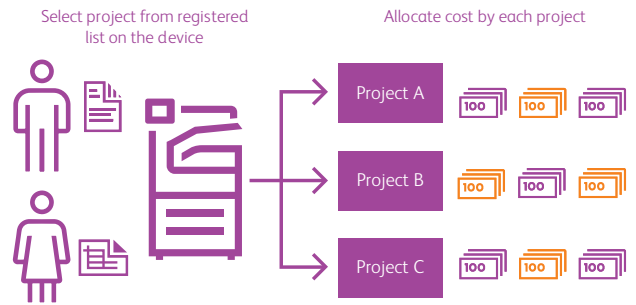 Select project from registered
list on the device
Allocate cost by each project
Project A
100 100 100
Project B
100 100 100
Project C
100 100 100